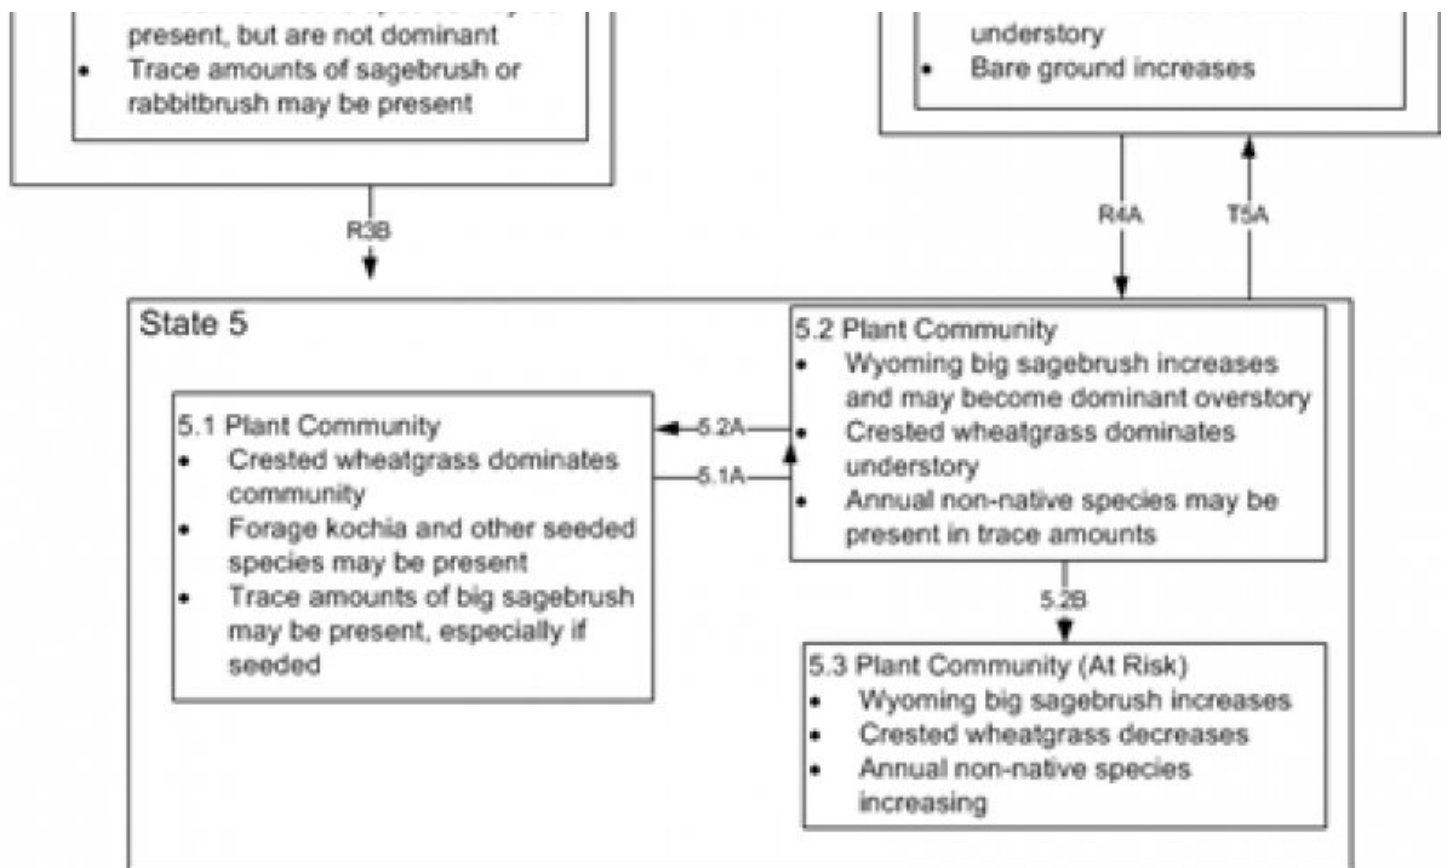 present, but are not dominant
• Trace amounts of sagebrush or
rabbitbrush may be present
understory
• Bare ground increases
R3B
R4A
T5A
State 5
5.1 Plant Community
• Crested wheatgrass dominates
community
• Forage kochia and other seeded
species may be present
• Trace amounts of big sagebrush
may be present, especially if
seeded
5.2A
5.1A
5.2 Plant Community
• Wyoming big sagebrush increases
and may become dominant overstory
• Crested wheatgrass dominates
understory
• Annual non-native species may be
present in trace amounts
5.2B
5.3 Plant Community (At Risk)
• Wyoming big sagebrush increases
• Crested wheatgrass decreases
• Annual non-native species
increasing